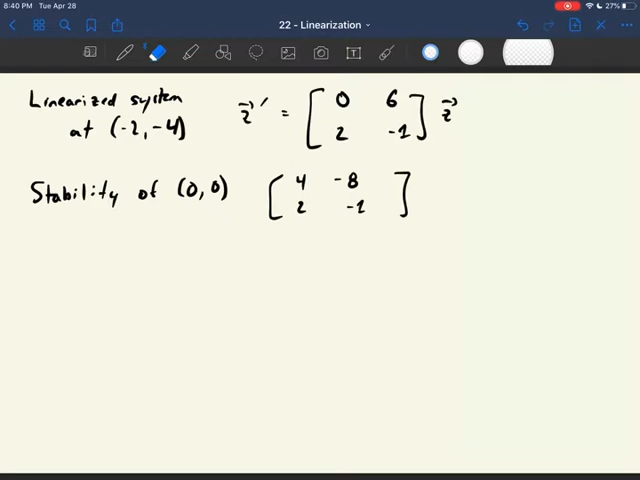 8:40 PM Tue Apr 28
27%
22 - Linearization
Linearized system
at (-2, -4)
z⃗ ' = [ 0 6
2 -1 ] z⃗
Stability of (0, 0) [ 4 -8
2 -1 ]